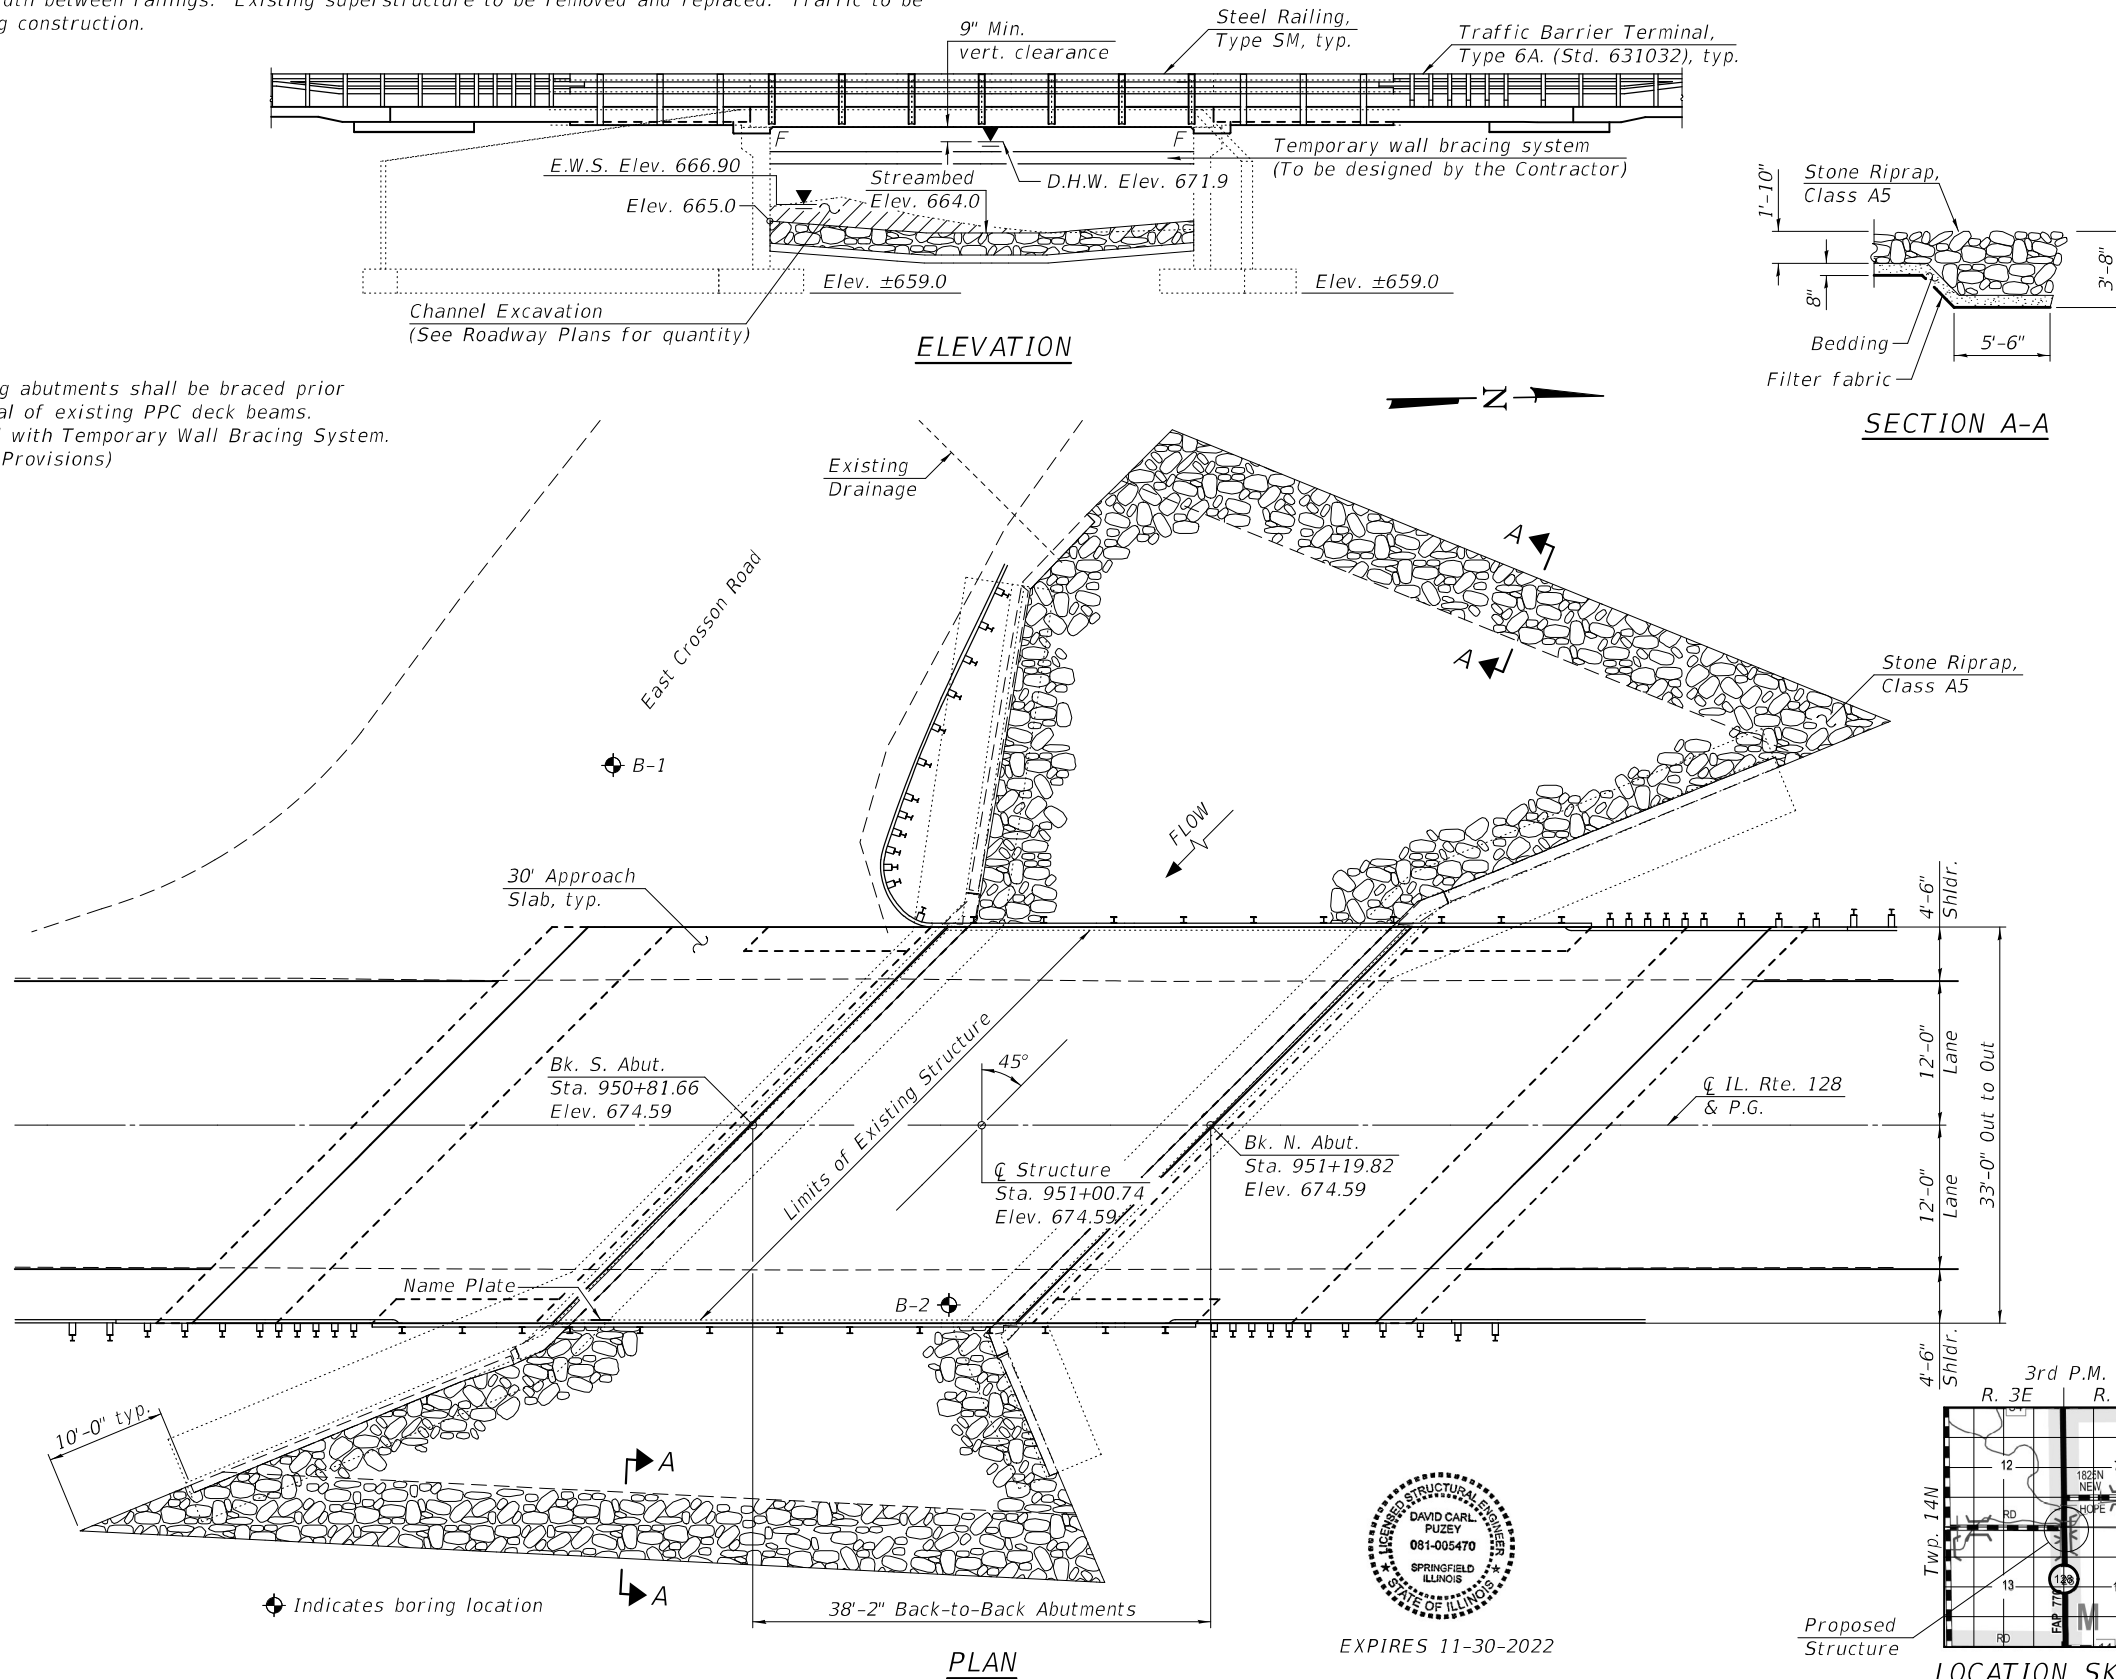 between railings. Existing superstructure to be removed and replaced. Traffic to be
construction.
9" Min.
vert. clearance
Steel Railing,
Type SM, typ.
Traffic Barrier Terminal,
Type 6A. (Std. 631032), typ.
F
F
E.W.S. Elev. 666.90
Elev. 665.0
Streambed
Elev. 664.0
D.H.W. Elev. 671.9
Temporary wall bracing system
(To be designed by the Contractor)
Elev. ±659.0
Elev. ±659.0
Channel Excavation
(See Roadway Plans for quantity)
ELEVATION
Stone Riprap,
Class A5
1'-10"
8"
3'-8"
5'-6"
Bedding
Filter fabric
SECTION A-A
abutments shall be braced prior
of existing PPC deck beams.
with Temporary Wall Bracing System.
Provisions)
N
Existing
Drainage
East Crosson Road
A
A
Stone Riprap,
Class A5
B-1
FLOW
30' Approach
Slab, typ.
4'-6"
Shldr.
12'-0"
Lane
33'-0" Out to Out
12'-0"
Lane
4'-6"
Shldr.
Bk. S. Abut.
Sta. 950+81.66
Elev. 674.59
Limits of Existing Structure
45°
℄ Structure
Sta. 951+00.74
Elev. 674.59
Bk. N. Abut.
Sta. 951+19.82
Elev. 674.59
℄ IL. Rte. 128
& P.G.
Name Plate
B-2
10'-0" typ.
A
A
Indicates boring location
38'-2" Back-to-Back Abutments
PLAN
LICENSED STRUCTURAL ENGINEER
DAVID CARL
PUZEY
081-005470
SPRINGFIELD
ILLINOIS
STATE OF ILLINOIS
EXPIRES 11-30-2022
3rd P.M.
R. 3E
R.
Twp. 14N
12
1825N
NEW
HOPE
RD
13
128
FAP 770
M
RD
Proposed
Structure
LOCATION